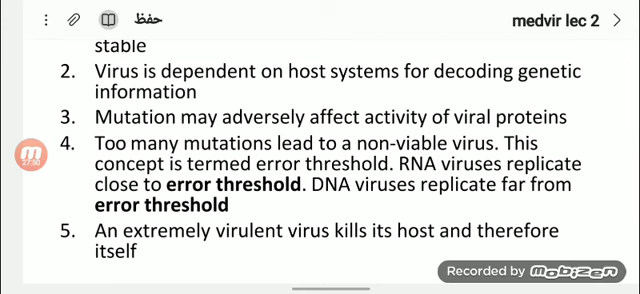 حفظ
medvir lec 2
stable
2. Virus is dependent on host systems for decoding genetic
information
3. Mutation may adversely affect activity of viral proteins
4. Too many mutations lead to a non-viable virus. This
concept is termed error threshold. RNA viruses replicate
close to error threshold. DNA viruses replicate far from
error threshold
5. An extremely virulent virus kills its host and therefore
itself
27:50
Recorded by mobizen